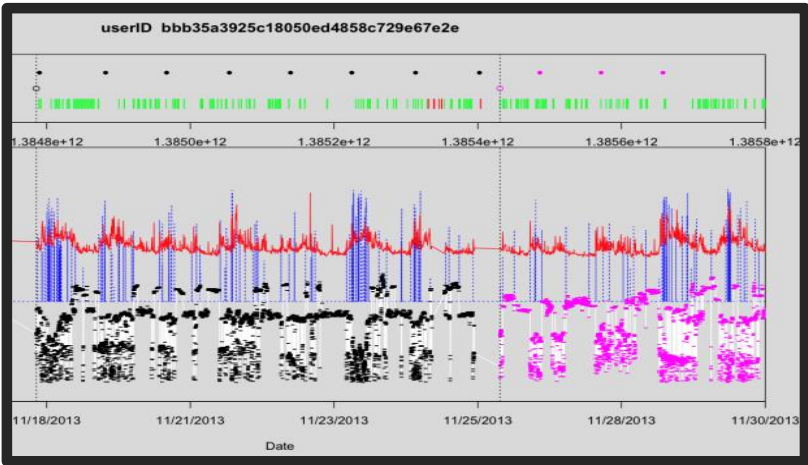 userID bbb35a3925c18050ed4858c729e67e2e
1.3848e+12 1.3850e+12 1.3852e+12 1.3854e+12 1.3856e+12 1.3858e+12
11/18/2013 11/21/2013 11/23/2013 11/25/2013 11/28/2013 11/30/2013
Date